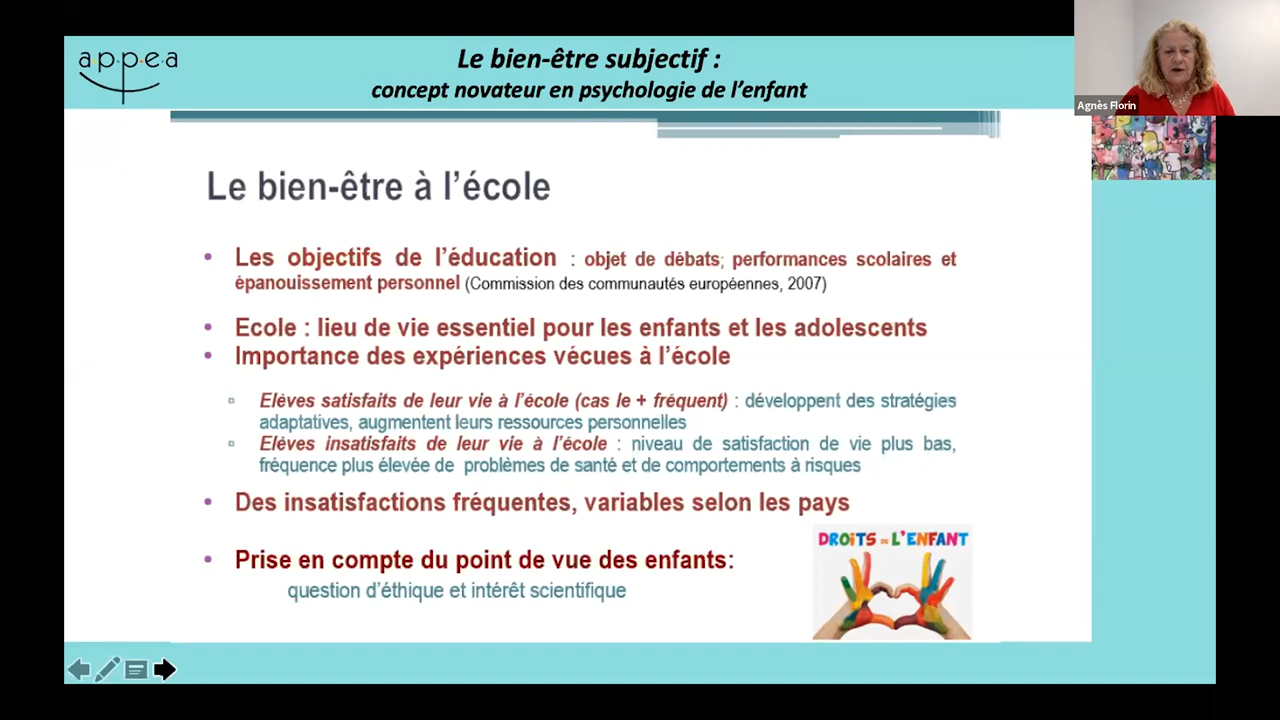 a·p·p·e·a
Le bien-être subjectif :
concept novateur en psychologie de l'enfant
Agnès Florin
Le bien-être à l'école
• Les objectifs de l'éducation : objet de débats; performances scolaires et
épanouissement personnel (Commission des communautés européennes, 2007)
• Ecole : lieu de vie essentiel pour les enfants et les adolescents
• Importance des expériences vécues à l'école
▫ Elèves satisfaits de leur vie à l'école (cas le + fréquent) : développent des stratégies
adaptatives, augmentent leurs ressources personnelles
▫ Elèves insatisfaits de leur vie à l'école : niveau de satisfaction de vie plus bas,
fréquence plus élevée de problèmes de santé et de comportements à risques
• Des insatisfactions fréquentes, variables selon les pays
DROITS DE L'ENFANT
• Prise en compte du point de vue des enfants:
question d'éthique et intérêt scientifique